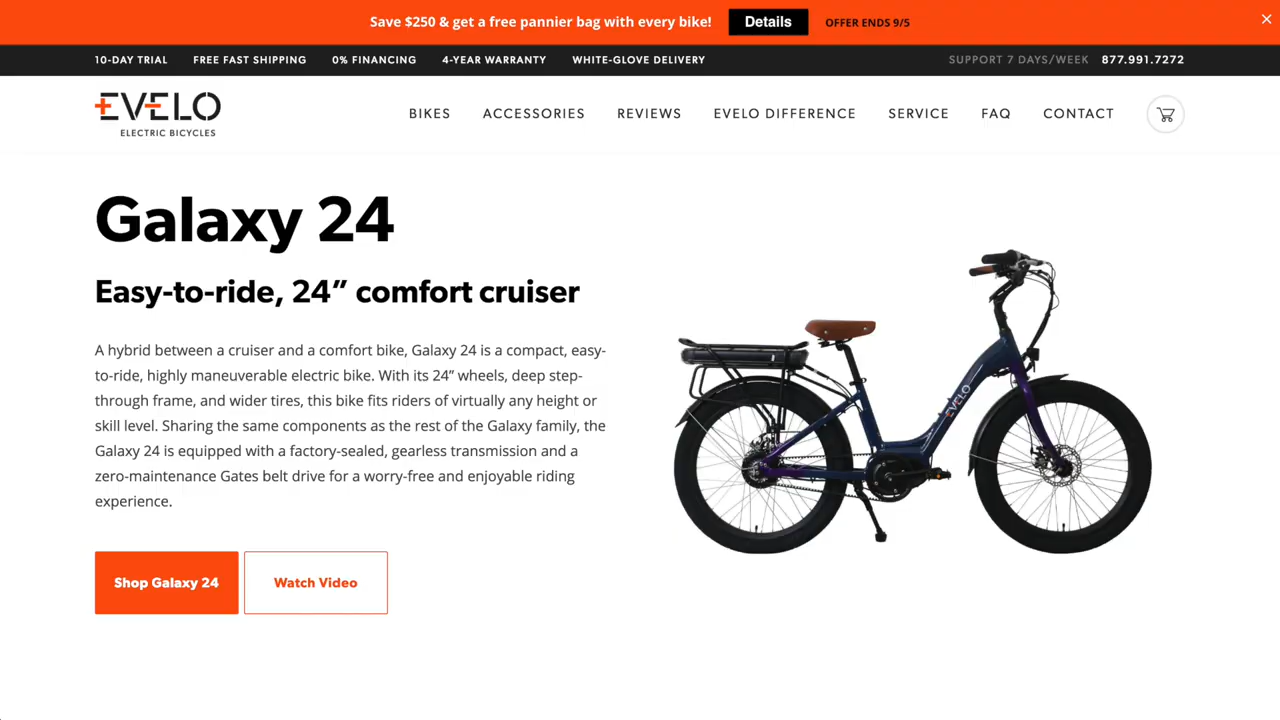 Save $250 & get a free pannier bag with every bike! Details OFFER ENDS 9/5
10-DAY TRIAL FREE FAST SHIPPING 0% FINANCING 4-YEAR WARRANTY WHITE-GLOVE DELIVERY SUPPORT 7 DAYS/WEEK 877.991.7272
EVELO
ELECTRIC BICYCLES
BIKES ACCESSORIES REVIEWS EVELO DIFFERENCE SERVICE FAQ CONTACT
Galaxy 24
Easy-to-ride, 24” comfort cruiser
A hybrid between a cruiser and a comfort bike, Galaxy 24 is a compact, easy-
to-ride, highly maneuverable electric bike. With its 24” wheels, deep step-
through frame, and wider tires, this bike fits riders of virtually any height or
skill level. Sharing the same components as the rest of the Galaxy family, the
Galaxy 24 is equipped with a factory-sealed, gearless transmission and a
zero-maintenance Gates belt drive for a worry-free and enjoyable riding
experience.
EVELO
Shop Galaxy 24 Watch Video